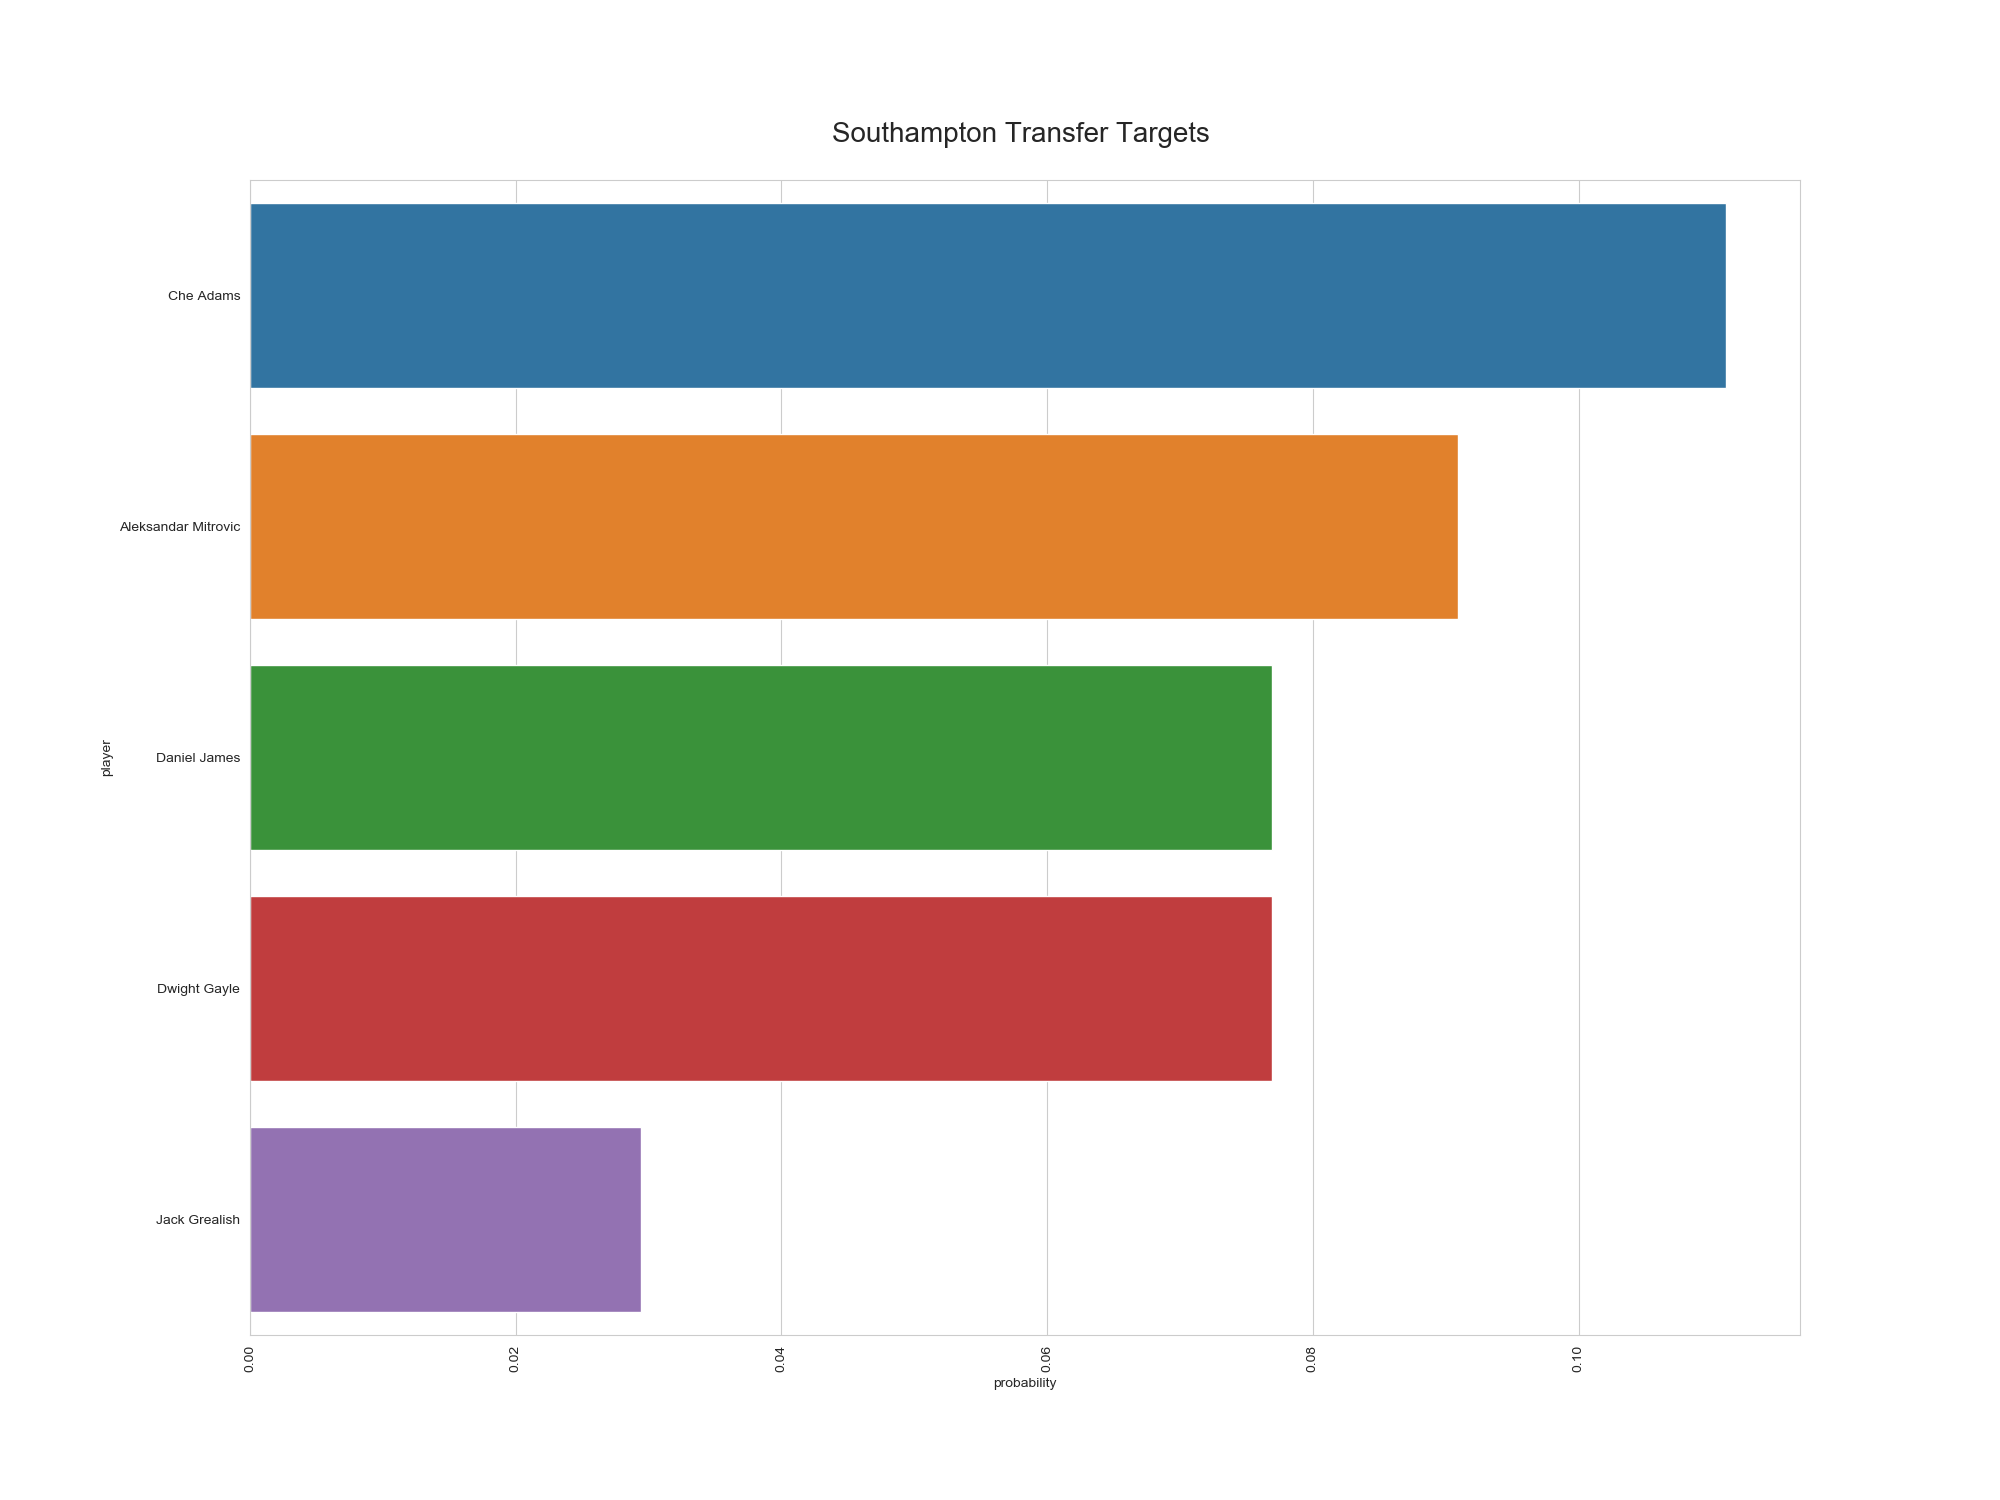 Southampton Transfer Targets
Che Adams
Aleksandar Mitrovic
Daniel James
Dwight Gayle
Jack Grealish
player
0.00
0.02
0.04
0.06
0.08
0.10
probability